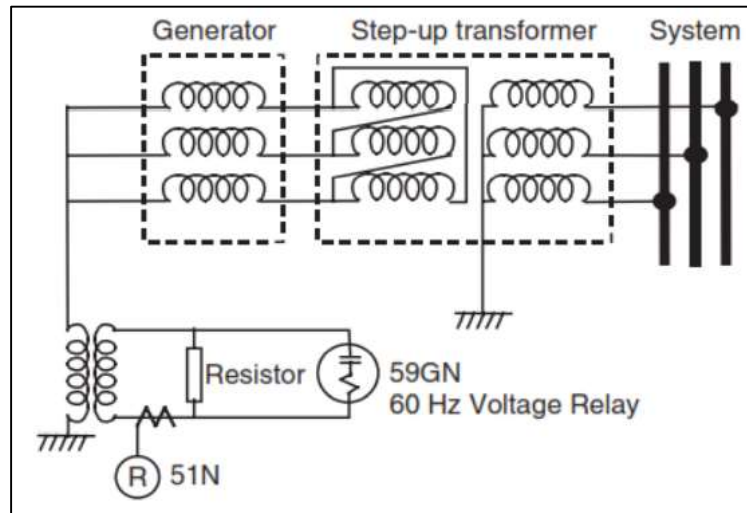 Generator Step-up transformer System
Resistor
59GN
60 Hz Voltage Relay
R 51N